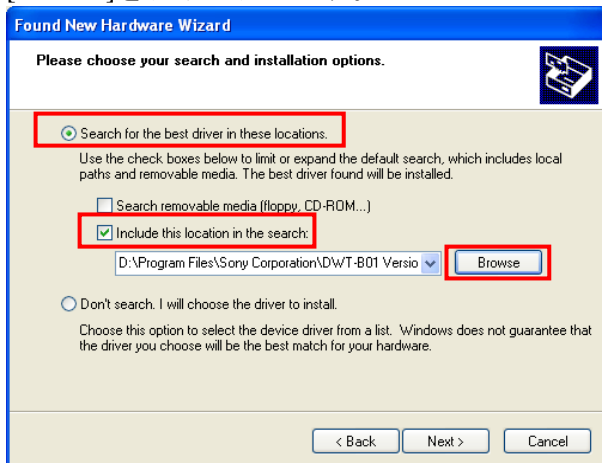 Found New Hardware Wizard
Please choose your search and installation options.
Search for the best driver in these locations.
Use the check boxes below to limit or expand the default search, which includes local
paths and removable media. The best driver found will be installed.
Search removable media (floppy, CD-ROM...)
Include this location in the search:
D:\Program Files\Sony Corporation\DWT-B01 Versio
Browse
Don't search. I will choose the driver to install.
Choose this option to select the device driver from a list. Windows does not guarantee that
the driver you choose will be the best match for your hardware.
< Back Next > Cancel